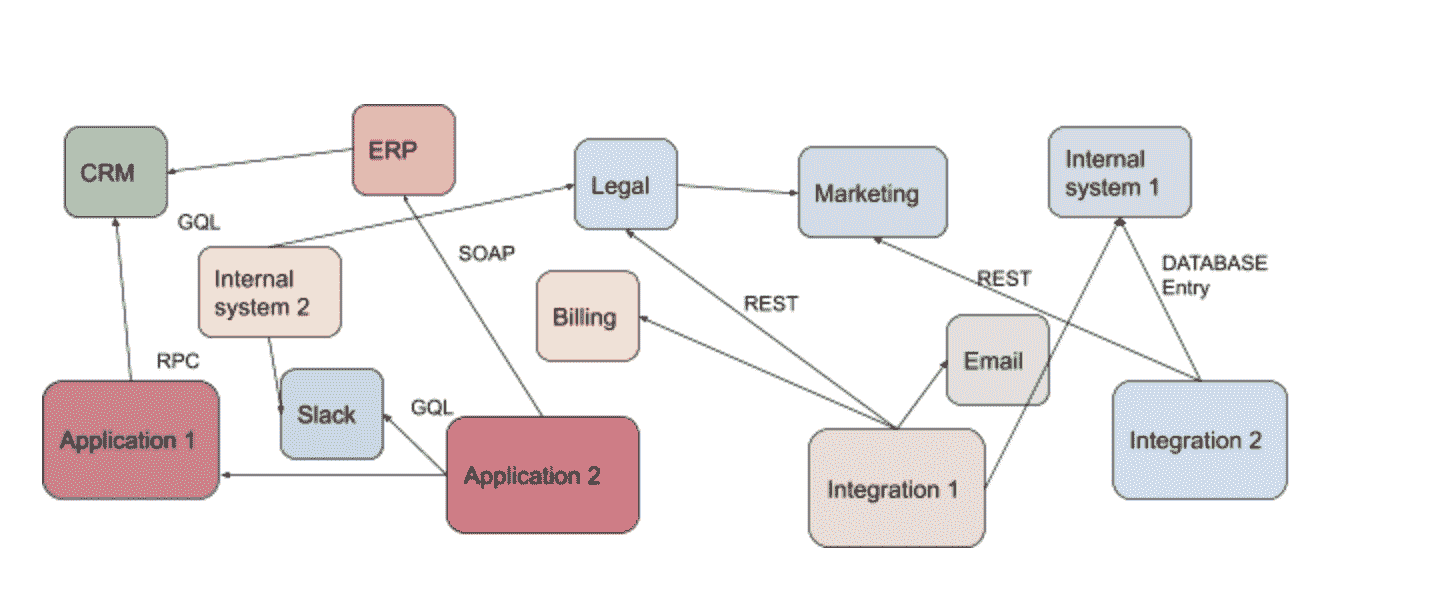 ERP
CRM
Legal
Marketing
Internal
system 1
GQL
SOAP
Internal
system 2
REST
DATABASE
Entry
Billing
REST
RPC
Email
Slack
GQL
Application 1
Application 2
Integration 1
Integration 2